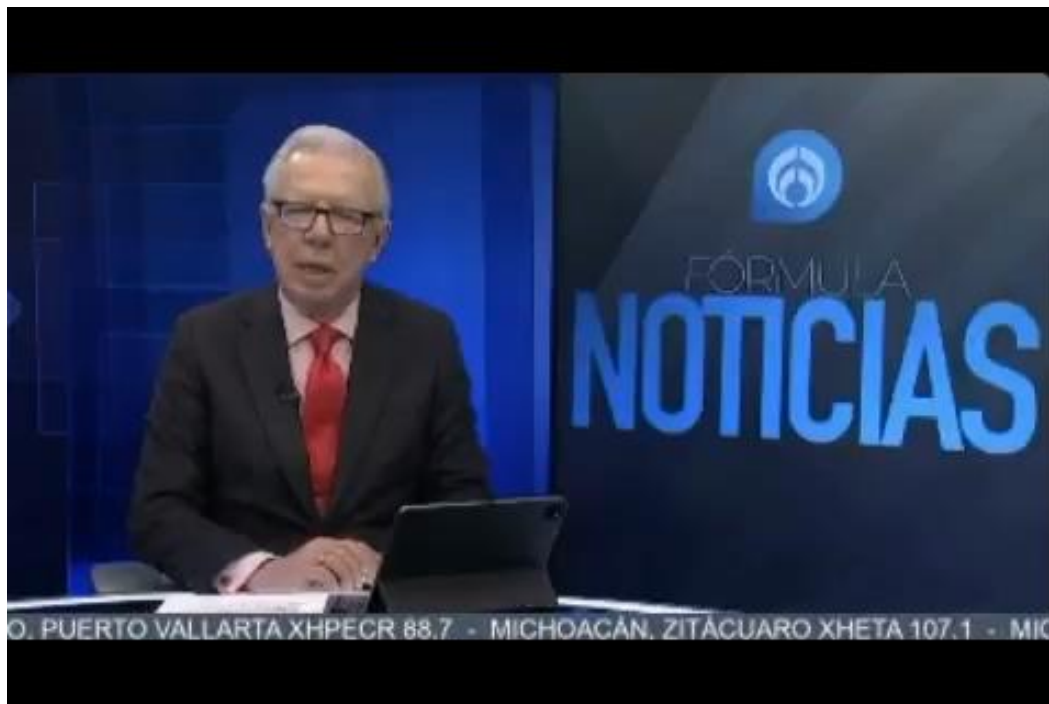 FÓRMULA
NOTICIAS
O, PUERTO VALLARTA XHPECR 88.7 - MICHOACÁN, ZITÁCUARO XHETA 107.1 - MIC